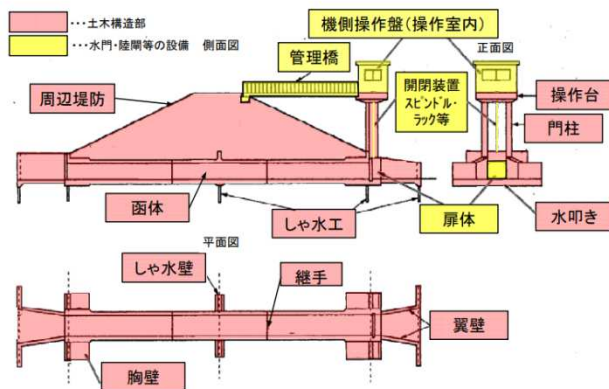 ・・・土木構造部
・・・水門・陸閘等の設備 側面図
機側操作盤(操作室内)
正面図
管理橋
周辺堤防
開閉装置
スピンドル・
ラック等
操作台
門柱
函体
しゃ水工
扉体
水叩き
平面図
しゃ水壁
継手
翼壁
胸壁